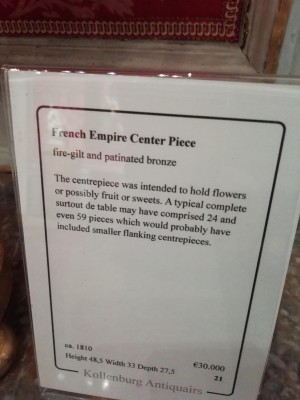 French Empire Center Piece
fire-gilt and patinated bronze
The centrepiece was intended to hold flowers
or possibly fruit or sweets. A typical complete
surtout de table may have comprised 24 and
even 59 pieces which would probably have
included smaller flanking centrepieces.
ca. 1810
Height 48,5 Width 33 Depth 27,5
€30.000
21
Kollenburg Antiquairs